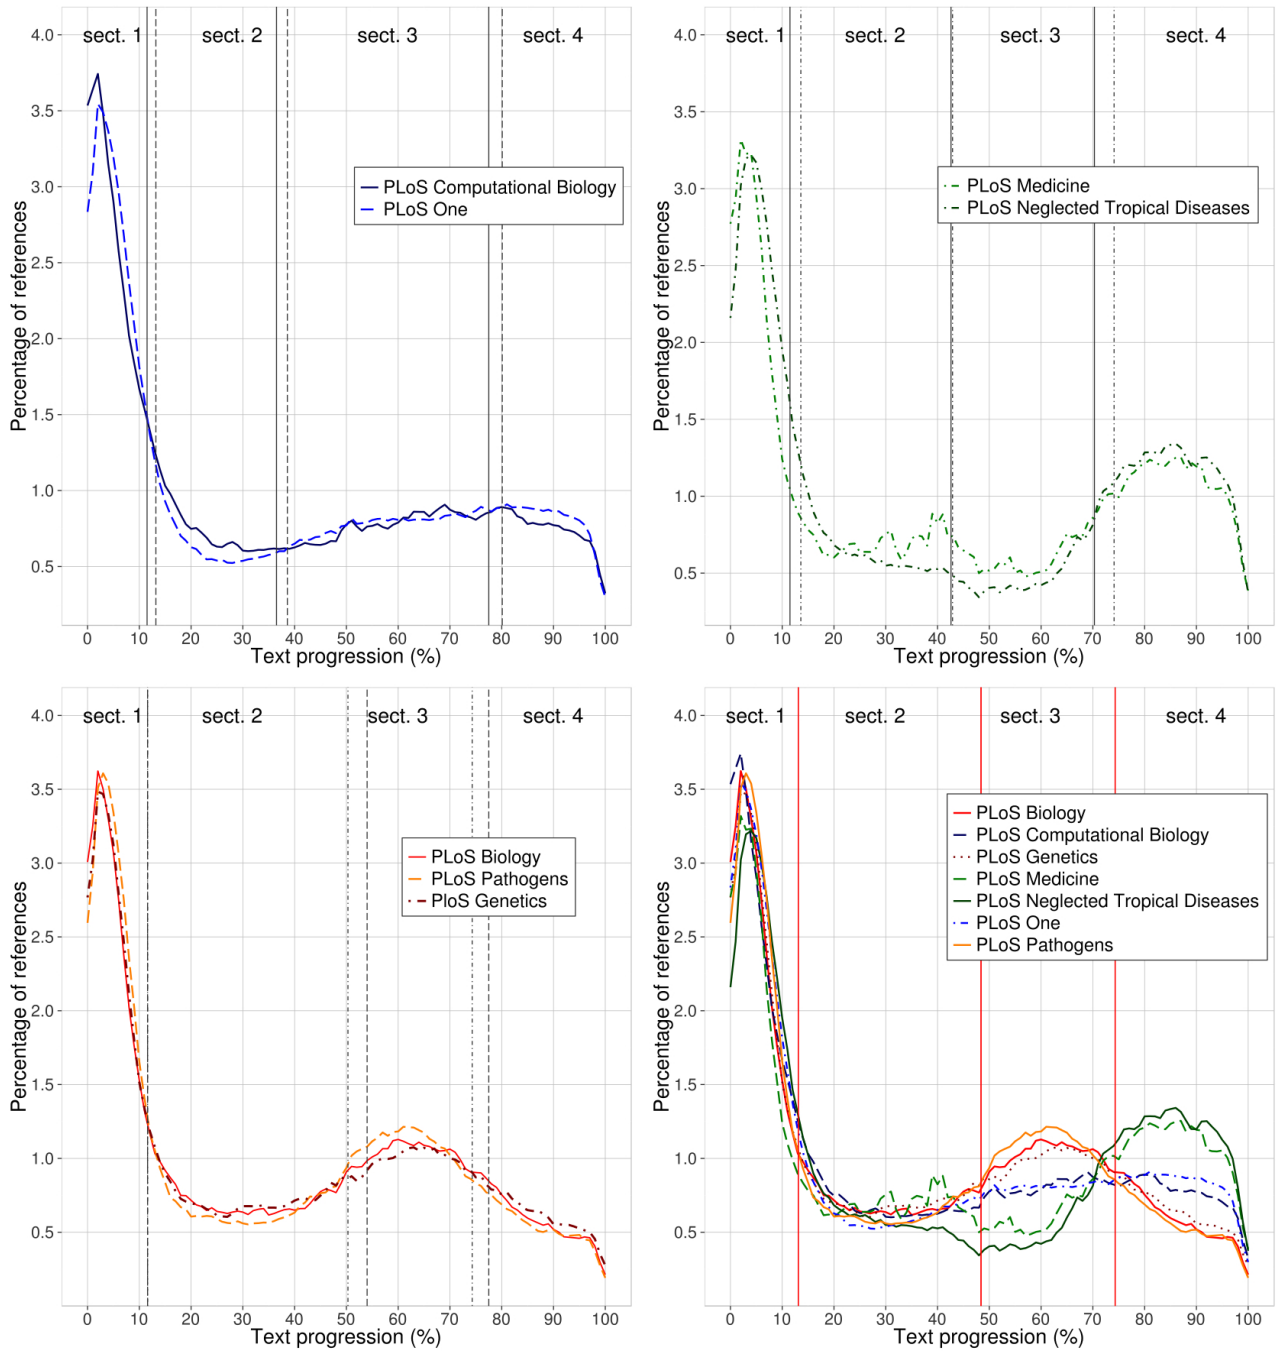 sect. 1 sect. 2 sect. 3 sect. 4
4.0
3.5
3.0
2.5
2.0
1.5
1.0
0.5
Percentage of references
PLoS Computational Biology
PLoS One
0 10 20 30 40 50 60 70 80 90 100
Text progression (%)
sect. 1 sect. 2 sect. 3 sect. 4
4.0
3.5
3.0
2.5
2.0
1.5
1.0
0.5
Percentage of references
PLoS Medicine
PLoS Neglected Tropical Diseases
0 10 20 30 40 50 60 70 80 90 100
Text progression (%)
sect. 1 sect. 2 sect. 3 sect. 4
4.0
3.5
3.0
2.5
2.0
1.5
1.0
0.5
Percentage of references
PLoS Biology
PLoS Pathogens
PloS Genetics
0 10 20 30 40 50 60 70 80 90 100
Text progression (%)
sect. 1 sect. 2 sect. 3 sect. 4
4.0
3.5
3.0
2.5
2.0
1.5
1.0
0.5
Percentage of references
PLoS Biology
PLoS Computational Biology
PLoS Genetics
PLoS Medicine
PLoS Neglected Tropical Diseases
PLoS One
PLoS Pathogens
0 10 20 30 40 50 60 70 80 90 100
Text progression (%)